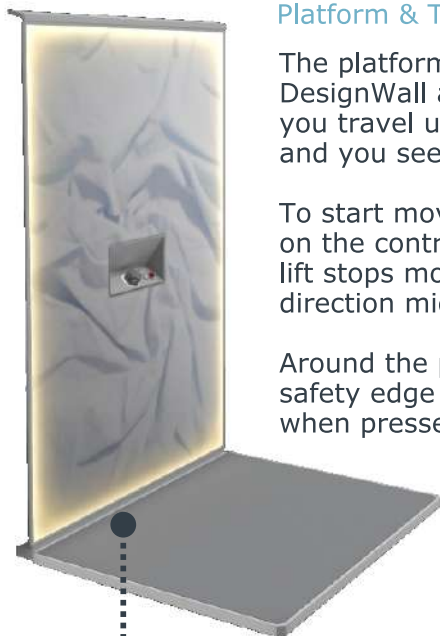 Platform & T
The platform
DesignWall a
you travel u
and you see
To start mov
on the contr
lift stops mo
direction mi
Around the p
safety edge
when presse